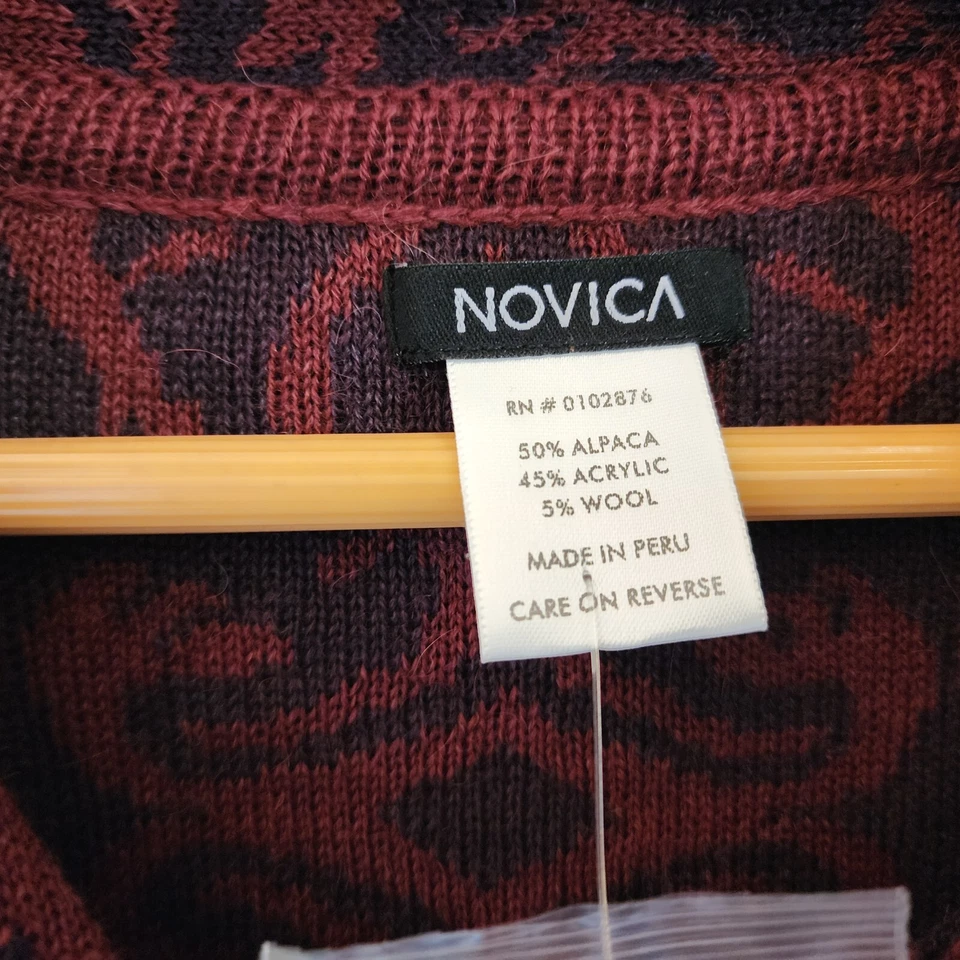 NOVICA
RN # 0102876
50% ALPACA
45% ACRYLIC
5% WOOL
MADE IN PERU
CARE ON REVERSE